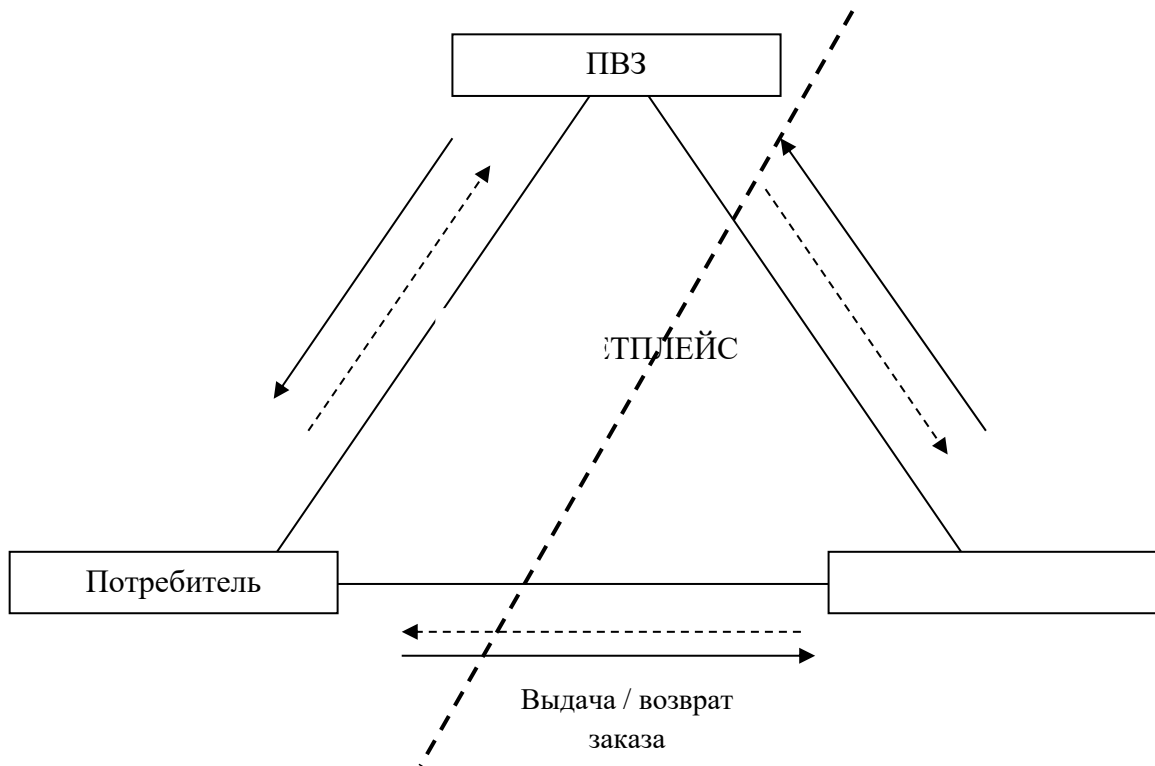 ПВЗ
ЕТПЛЕЙС
Потребитель
Выдача / возврат
заказа